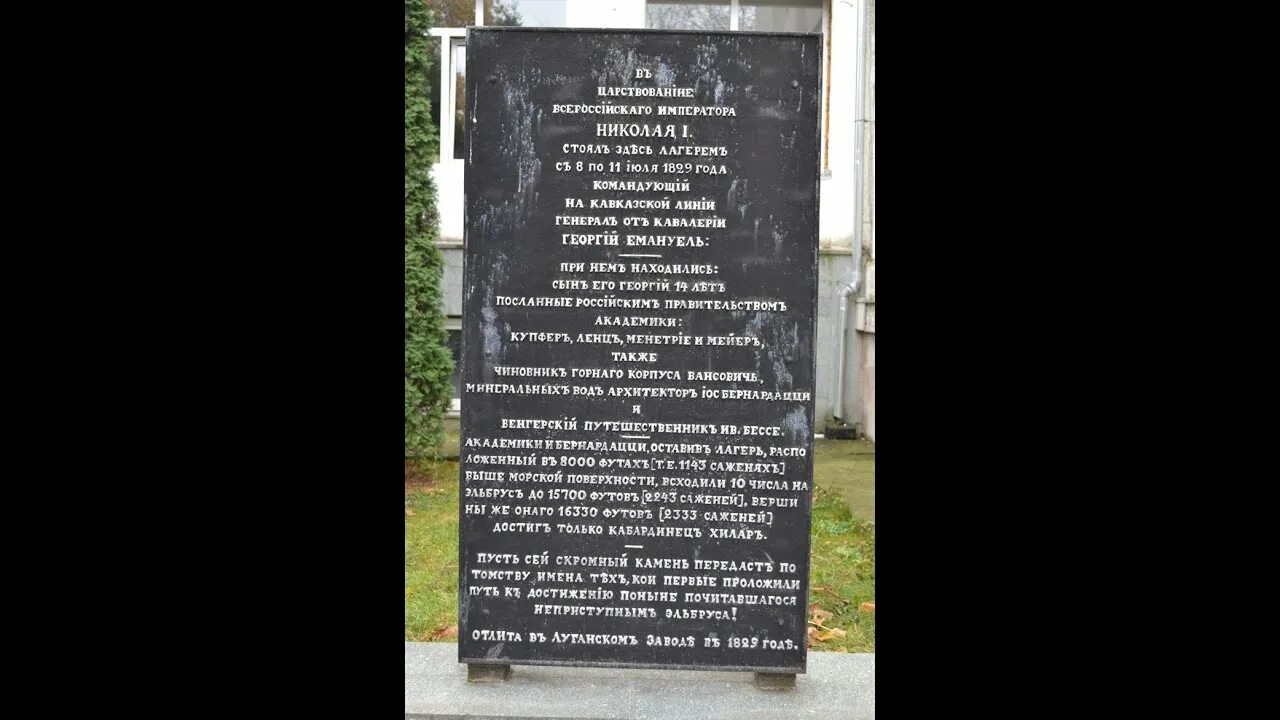 ВЪ
ЦАРСТВОВАНІЕ
ВСЕРОССІЙСКАГО ИМПЕРАТОРА
НИКОЛАЯ I.
СТОЯЛЪ ЗДѢСЬ ЛАГЕРЕМЪ
СЪ 8 ПО 11 ІЮЛЯ 1829 ГОДА
КОМАНДУЮЩІЙ
НА КАВКАЗСКОЙ ЛИНІИ
ГЕНЕРАЛЪ ОТЪ КАВАЛЕРІИ
ГЕОРГІЙ ЕМАНУЕЛЬ:
ПРИ НЕМЪ НАХОДИЛИСЬ:
СЫНЪ ЕГО ГЕОРГІЙ 14 ЛѢТЪ
ПОСЛАННЫЕ РОССІЙСКИМЪ ПРАВИТЕЛЬСТВОМЪ
АКАДЕМИКИ:
КУПФЕРЪ, ЛЕНЦЪ, МЕНЕТРІЕ И МЕЙЕРЪ,
ТАКЖЕ
ЧИНОВНИК ГОРНАГО КОРПУСА ВАНСОВИЧЬ,
МИНЕРАЛЬНЫХЪ ВОДЪ АРХИТЕКТОРЪ ІОС БЕРНАРДАЦЦИ
И
ВЕНГЕРСКІЙ ПУТЕШЕСТВЕННИКЪ ИВ. БЕССЕ.
АКАДЕМИКИ И БЕРНАРДАЦЦИ, ОСТАВИВЪ ЛАГЕРЬ, РАСПО
ЛОЖЕННЫЙ ВЪ 8000 ФУТАХЪ [Т.Е. 1143 САЖЕНЯХЪ]
ВЫШЕ МОРСКОЙ ПОВЕРХНОСТИ, ВСХОДИЛИ 10 ЧИСЛА НА
ЭЛЬБРУСЪ ДО 15700 ФУТОВЪ [2243 САЖЕНЕЙ], ВЕРШИ
НЫ ЖЕ ОНАГО 16330 ФУТОВЪ [2333 САЖЕНЕЙ]
ДОСТИГЪ ТОЛЬКО КАБАРДИНЕЦЪ ХИЛАРЪ.
ПУСТЬ СЕЙ СКРОМНЫЙ КАМЕНЬ ПЕРЕДАСТЪ ПО
ТОМСТВУ ИМЕНА ТѢХЪ, КОИ ПЕРВЫЕ ПРОЛОЖИЛИ
ПУТЬ КЪ ДОСТИЖЕНІЮ ПОНЫНЕ ПОЧИТАВШАГОСЯ
НЕПРИСТУПНЫМЪ ЭЛЬБРУСА!
ОТЛИТА ВЪ ЛУГАНСКОМЪ ЗАВОДѢ ВЪ 1829 ГОДѢ.